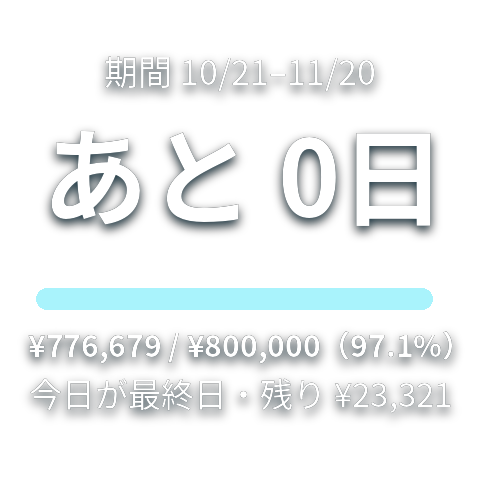 期間 10/21–11/20
あと 0日
¥776,679 / ¥800,000（97.1%）
今日が最終日・残り ¥23,321